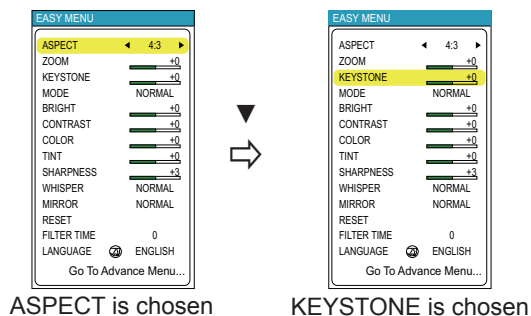 EASY MENU
ASPECT 4:3
ZOOM +0
KEYSTONE +0
MODE NORMAL
BRIGHT +0
CONTRAST +0
COLOR +0
TINT +0
SHARPNESS +3
WHISPER NORMAL
MIRROR NORMAL
RESET
FILTER TIME 0
LANGUAGE ENGLISH
Go To Advance Menu...
ASPECT is chosen
EASY MENU
ASPECT 4:3
ZOOM +0
KEYSTONE +0
MODE NORMAL
BRIGHT +0
CONTRAST +0
COLOR +0
TINT +0
SHARPNESS +3
WHISPER NORMAL
MIRROR NORMAL
RESET
FILTER TIME 0
LANGUAGE ENGLISH
Go To Advance Menu...
KEYSTONE is chosen